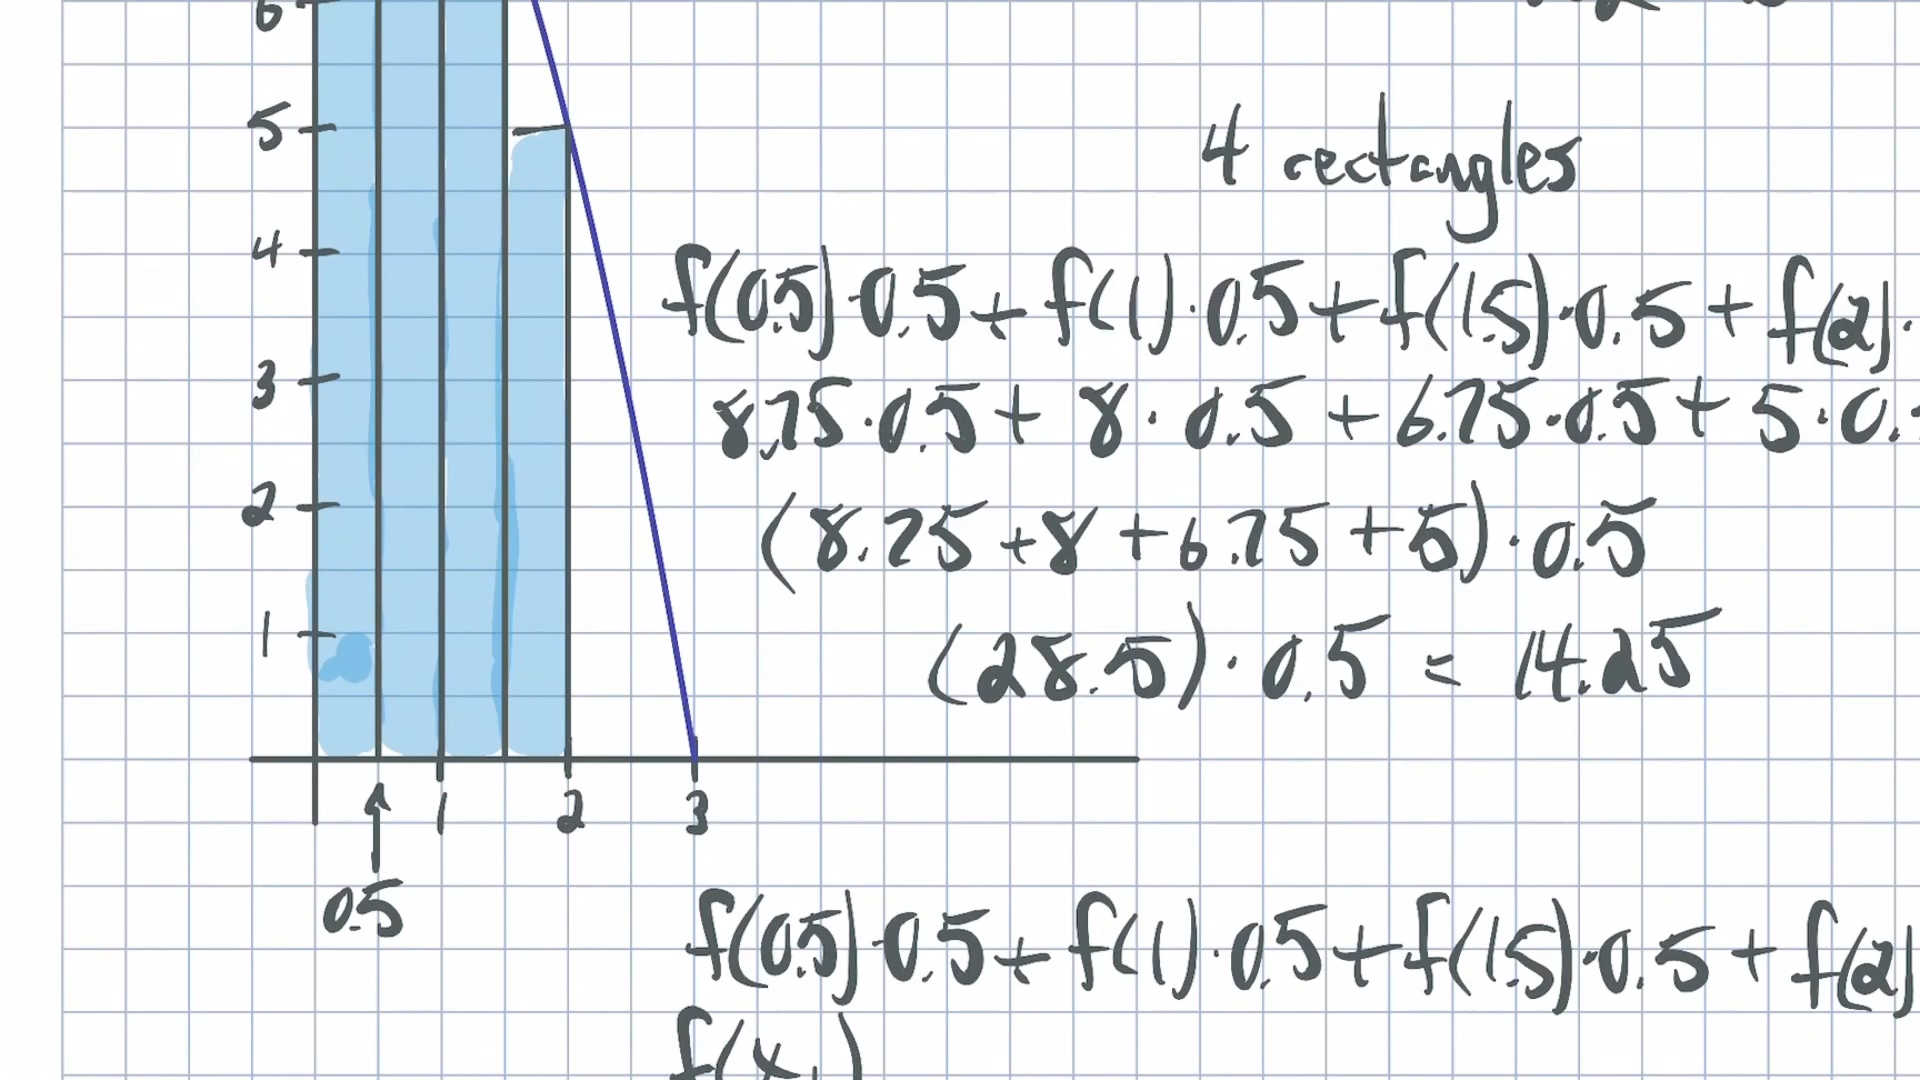 6
5
4
3
2
1
1 2 3
0.5
4 rectangles
f(0.5)·0.5+f(1)·0.5+f(1.5)·0.5+f(2)·
8.75·0.5+8·0.5+6.75·0.5+5·0.
(8.75+8+6.75+5)·0.5
(28.5)·0.5=14.25
f(0.5)·0.5+f(1)·0.5+f(1.5)·0.5+f(2)
f(x₁)